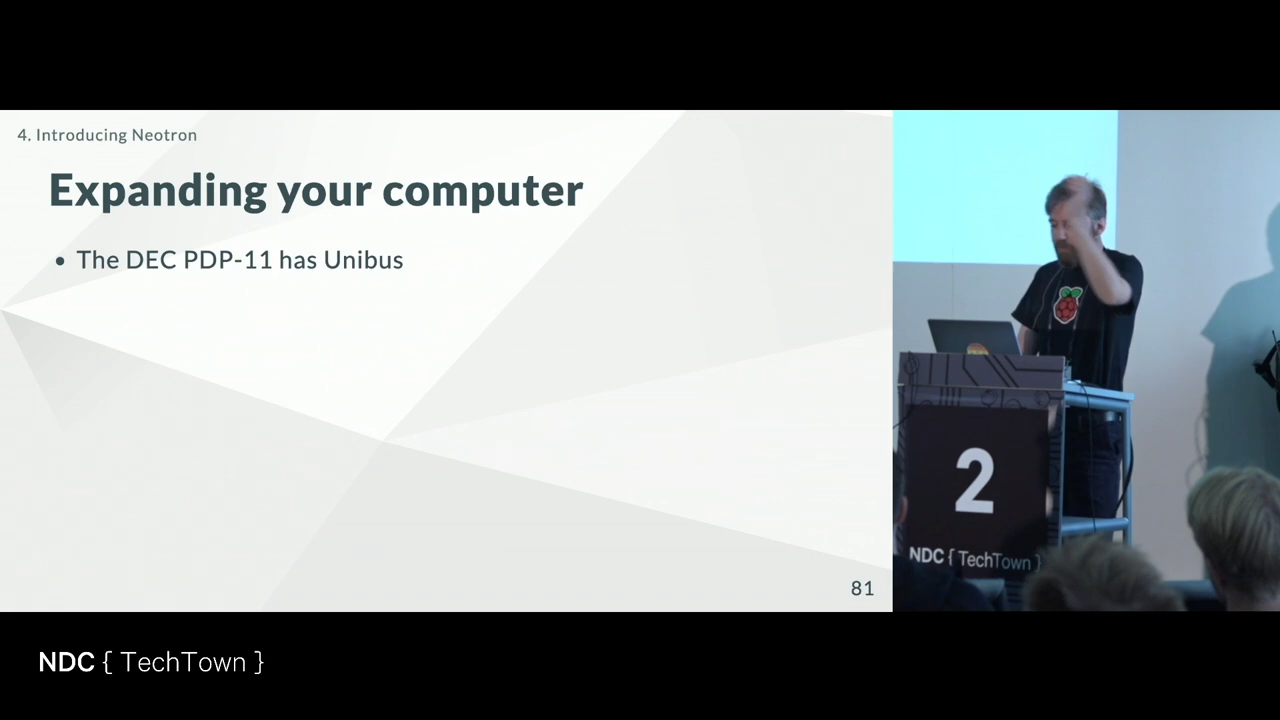 4. Introducing Neotron
Expanding your computer
• The DEC PDP-11 has Unibus
81
2
NDC { TechTown }
NDC { TechTown }